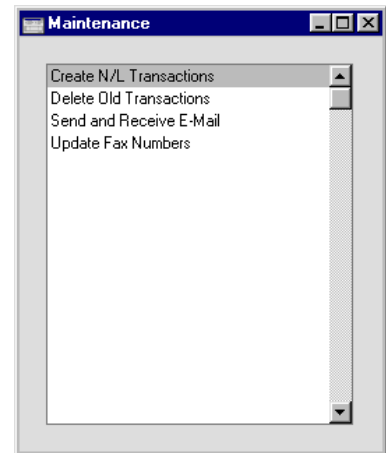 Maintenance
Create N/L Transactions
Delete Old Transactions
Send and Receive E-Mail
Update Fax Numbers